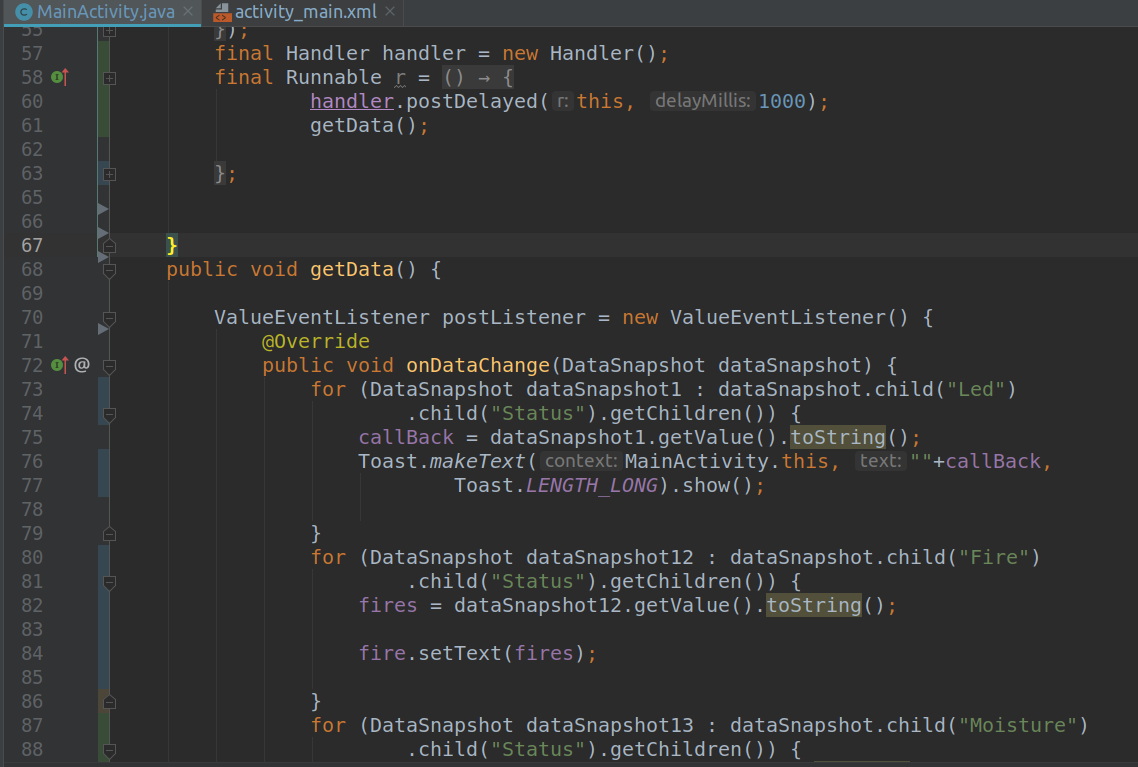 MainActivity.java × activity_main.xml ×
55 });
57 final Handler handler = new Handler();
58 final Runnable r = () → {
60 handler.postDelayed( r: this, delayMillis: 1000);
61 getData();
62
63 };
65
66
67 }
68 public void getData() {
69
70 ValueEventListener postListener = new ValueEventListener() {
71 @Override
72 @ public void onDataChange(DataSnapshot dataSnapshot) {
73 for (DataSnapshot dataSnapshot1 : dataSnapshot.child("Led")
74 .child("Status").getChildren()) {
75 callBack = dataSnapshot1.getValue().toString();
76 Toast.makeText( context: MainActivity.this, text: ""+callBack,
77 Toast.LENGTH_LONG).show();
78
79 }
80 for (DataSnapshot dataSnapshot12 : dataSnapshot.child("Fire")
81 .child("Status").getChildren()) {
82 fires = dataSnapshot12.getValue().toString();
83
84 fire.setText(fires);
85
86 }
87 for (DataSnapshot dataSnapshot13 : dataSnapshot.child("Moisture")
88 .child("Status").getChildren()) {